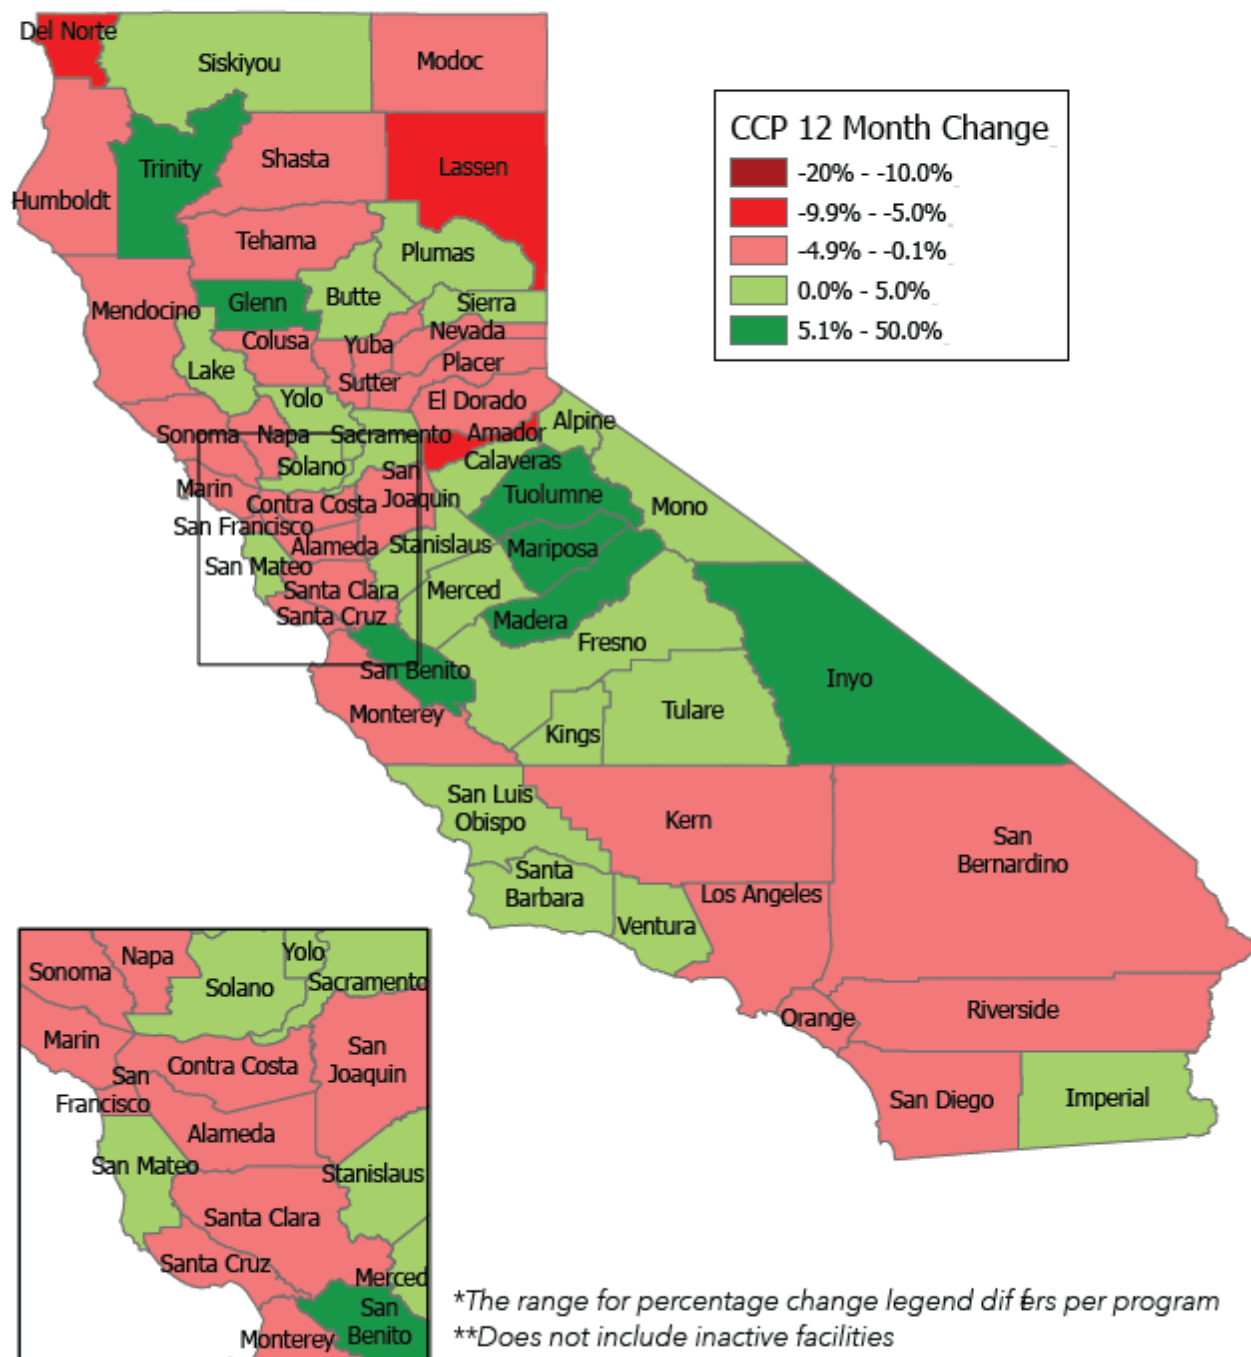 Del Norte
Siskiyou
Modoc
Trinity
Shasta
Lassen
Humboldt
Tehama
Plumas
Mendocino
Glenn
Butte
Sierra
Colusa
Yuba
Nevada
Lake
Sutter
Placer
Yolo
El Dorado
Sonoma
Napa
Sacramento
Amador
Alpine
Solano
Calaveras
Marin
San
Joaquin
Tuolumne
Mono
Contra Costa
San Francisco
Alameda
Stanislaus
Mariposa
San Mateo
Santa Clara
Merced
Santa Cruz
Madera
Fresno
San Benito
Inyo
Monterey
Kings
Tulare
San Luis
Obispo
Kern
San
Bernardino
Santa
Barbara
Los Angeles
Ventura
Orange
Riverside
San Diego
Imperial
CCP 12 Month Change
-20% - -10.0%
-9.9% - -5.0%
-4.9% - -0.1%
0.0% - 5.0%
5.1% - 50.0%
Sonoma
Napa
Yolo
Solano
Sacramento
Marin
Contra Costa
San
Joaquin
San
Francisco
Alameda
San Mateo
Stanislaus
Santa Clara
Santa Cruz
Merced
San
Benito
Monterey
*The range for percentage change legend differs per program
**Does not include inactive facilities